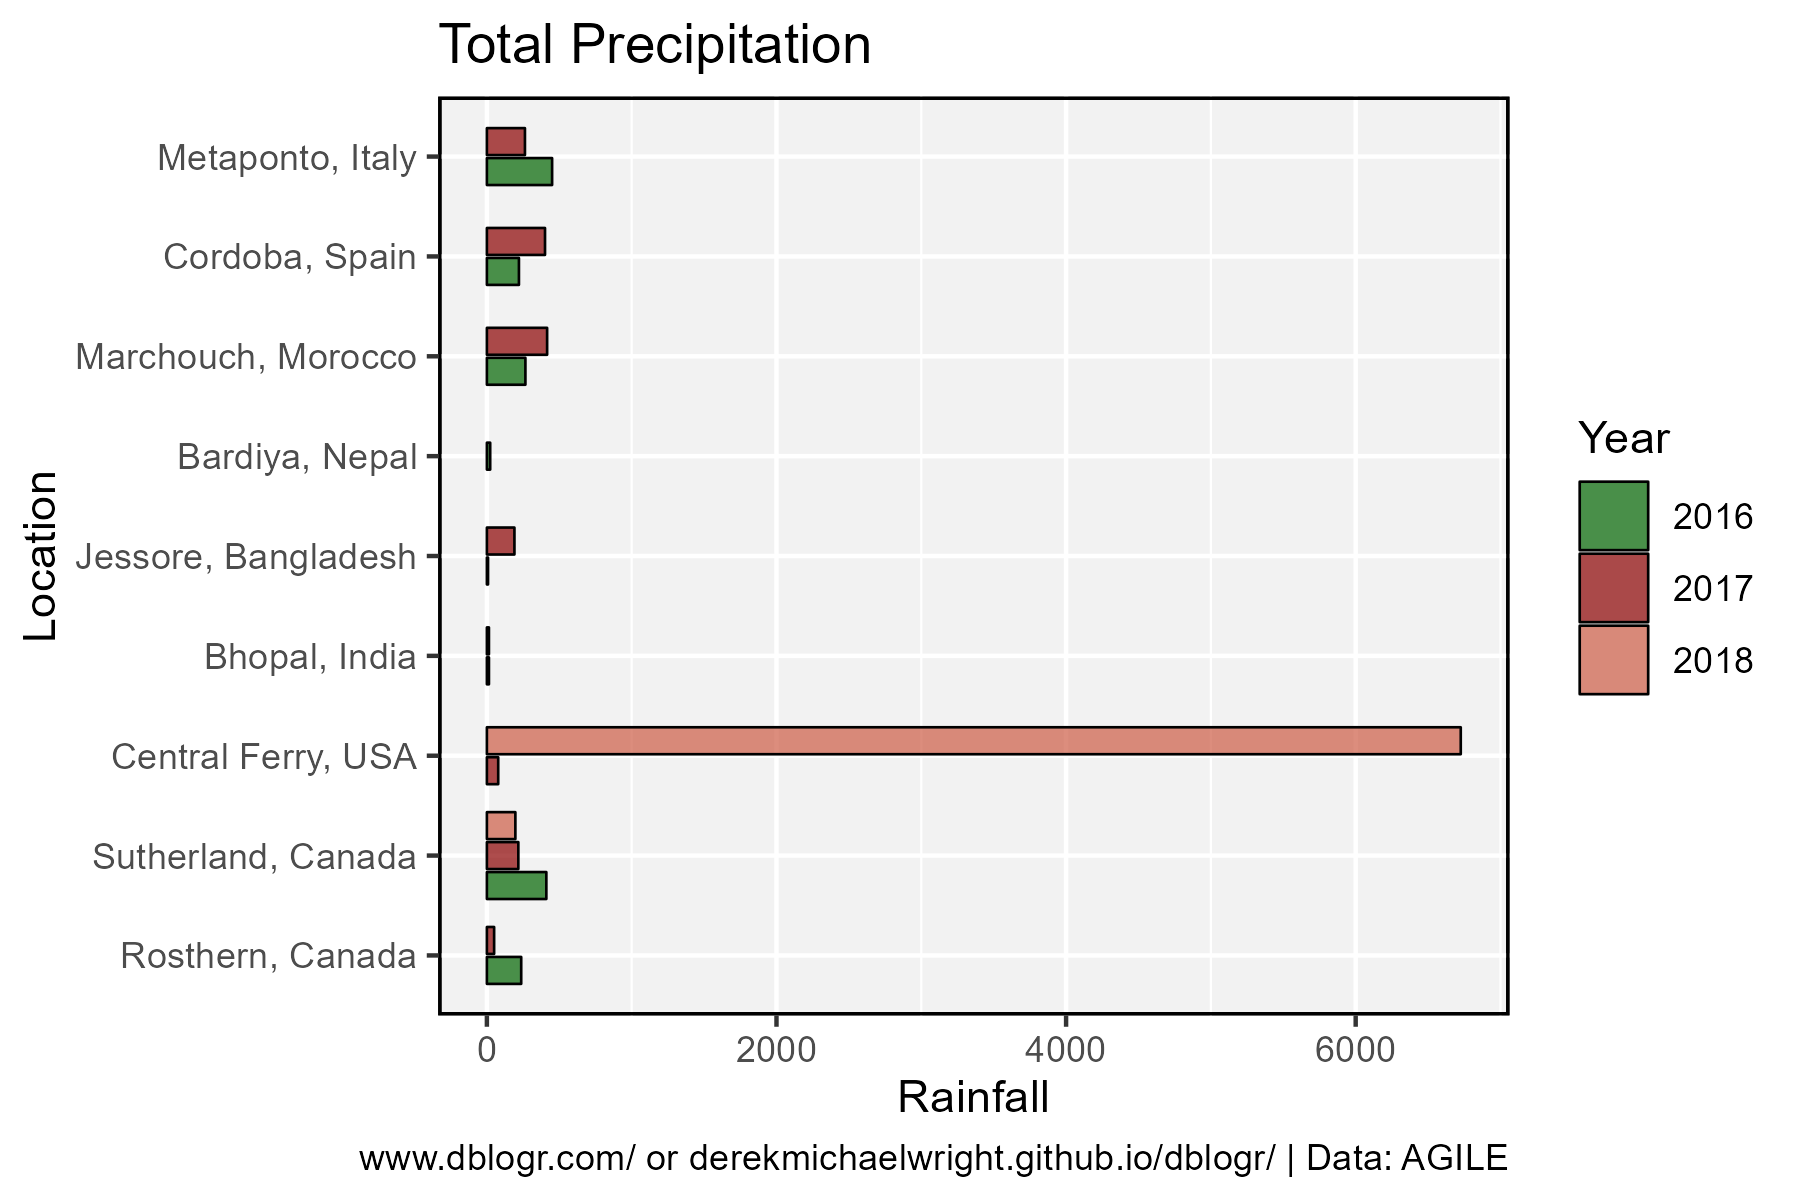 Total Precipitation
Metaponto, Italy
Cordoba, Spain
Marchouch, Morocco
Bardiya, Nepal
Jessore, Bangladesh
Bhopal, India
Central Ferry, USA
Sutherland, Canada
Rosthern, Canada
Location
0 2000 4000 6000
Rainfall
Year
2016
2017
2018
www.dblogr.com/ or derekmichaelwright.github.io/dblogr/ | Data: AGILE